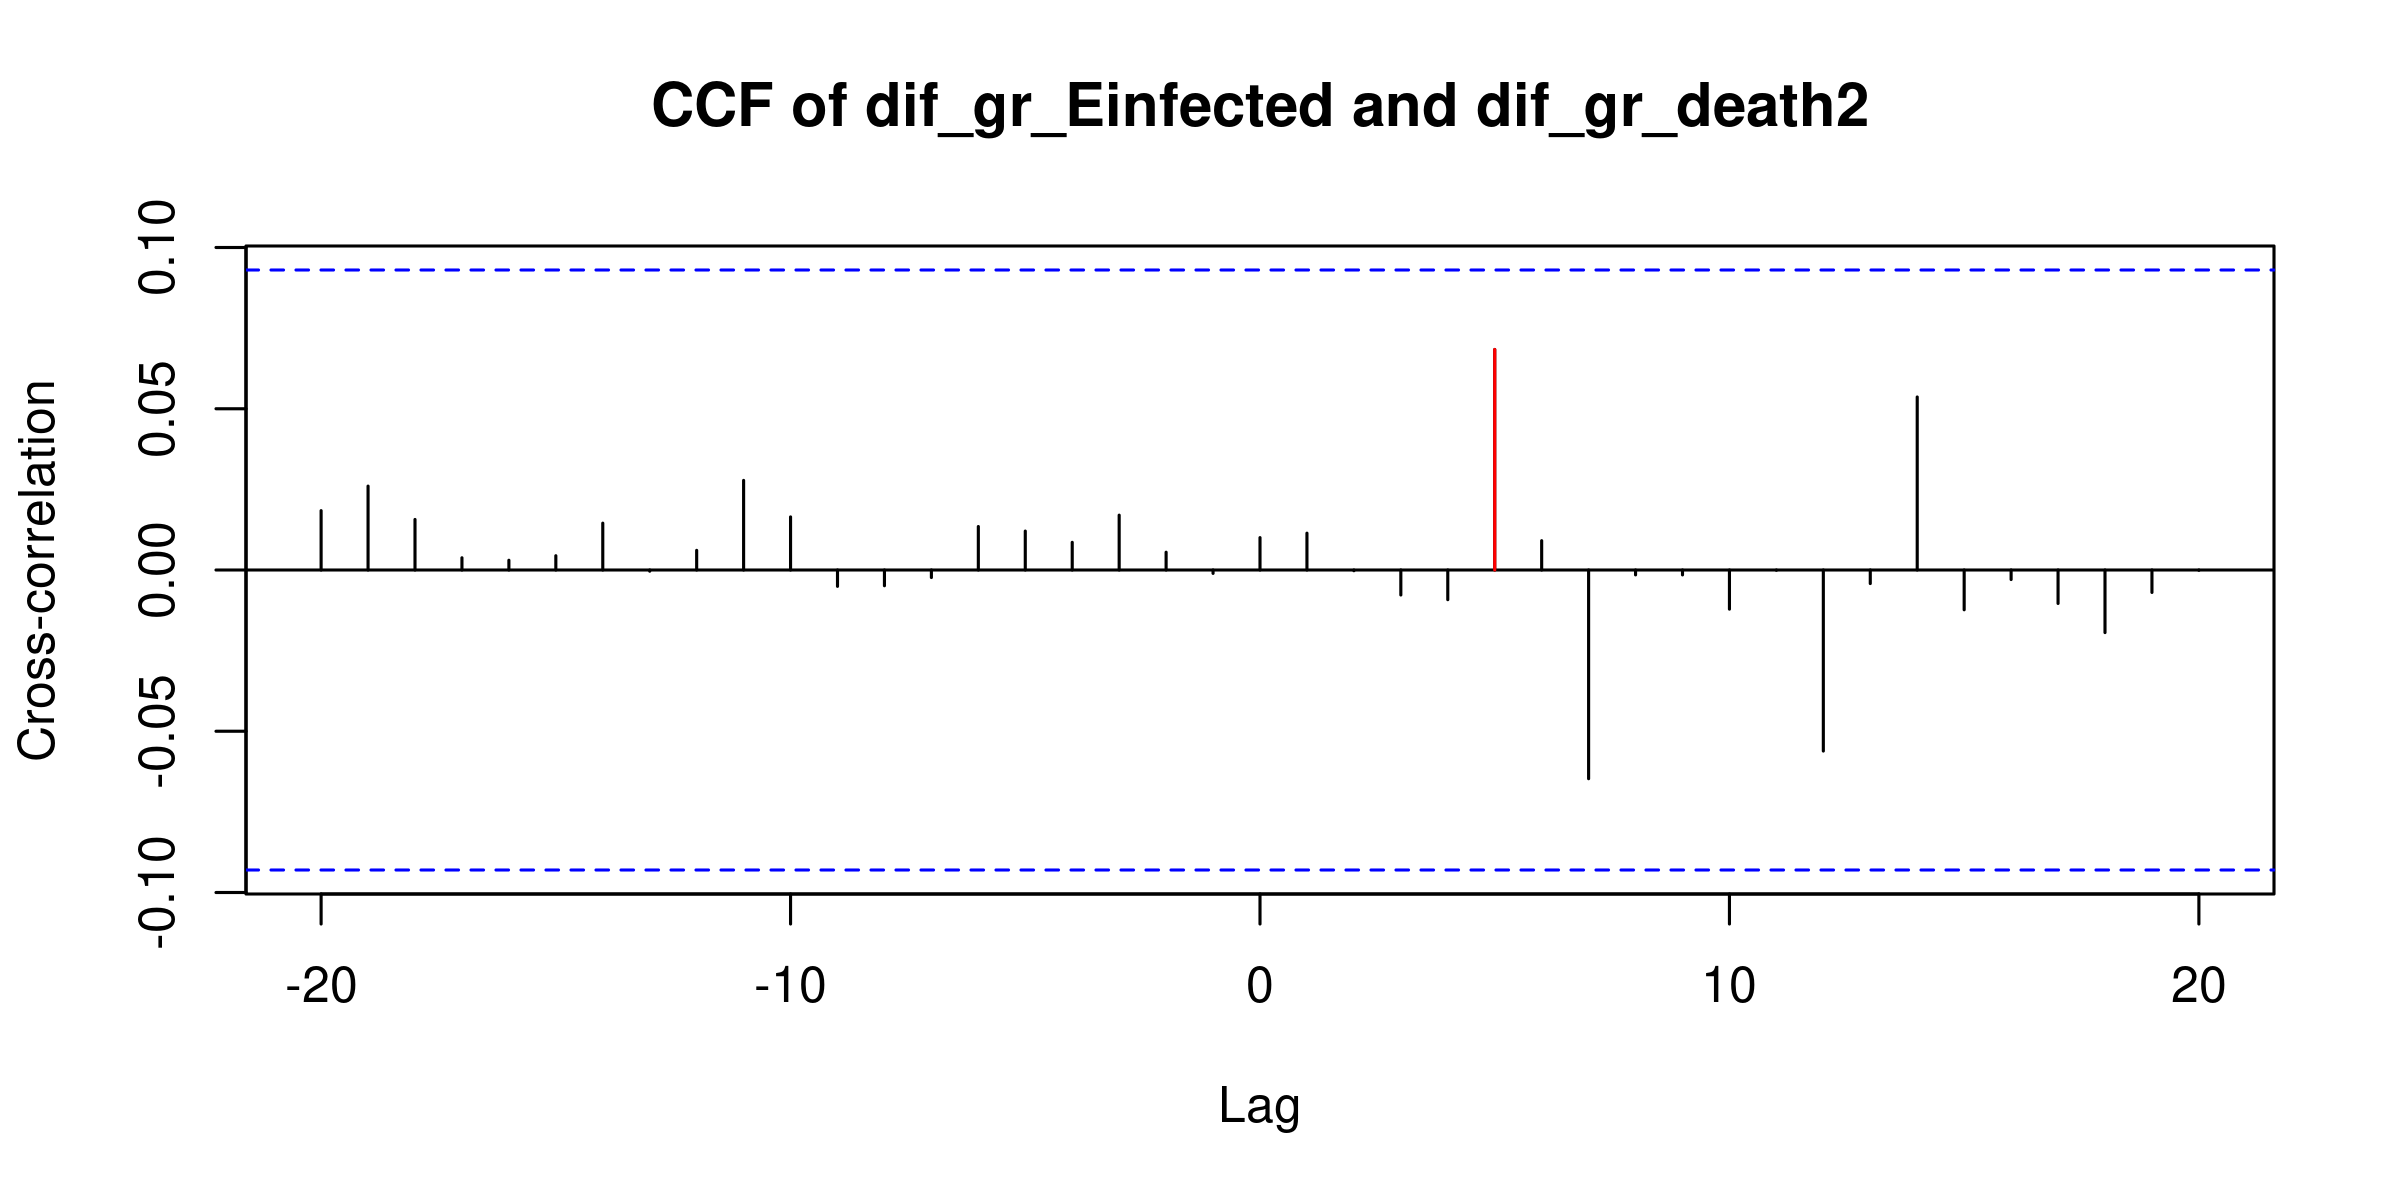 CCF of dif_gr_Einfected and dif_gr_death2
Cross-correlation
0.10
0.05
0.00
-0.05
-0.10
-20 -10 0 10 20
Lag